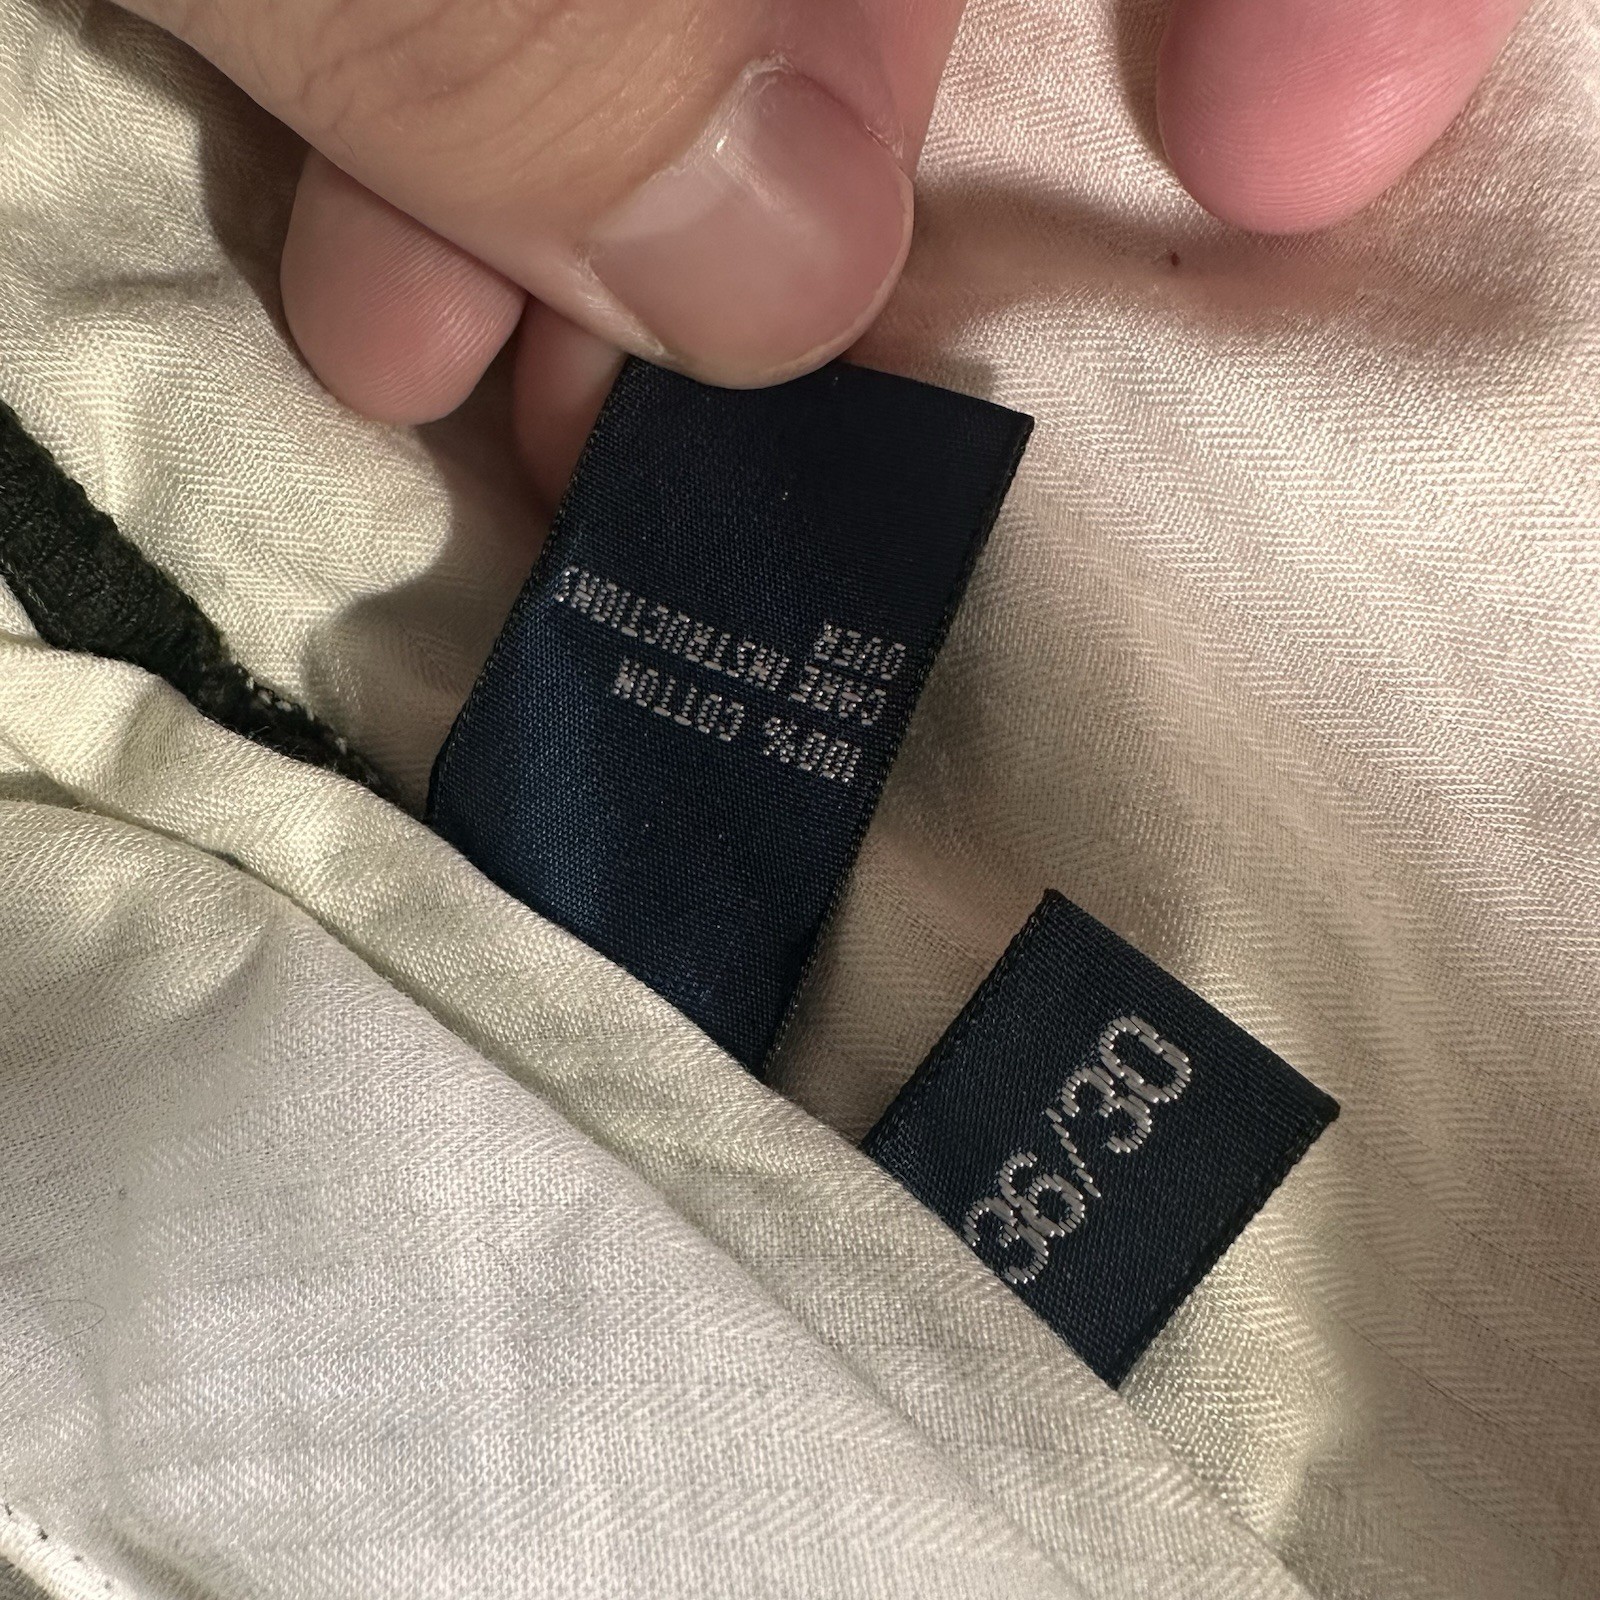 100% COTTON
CARE INSTRUCTIONS
OVER
36/30